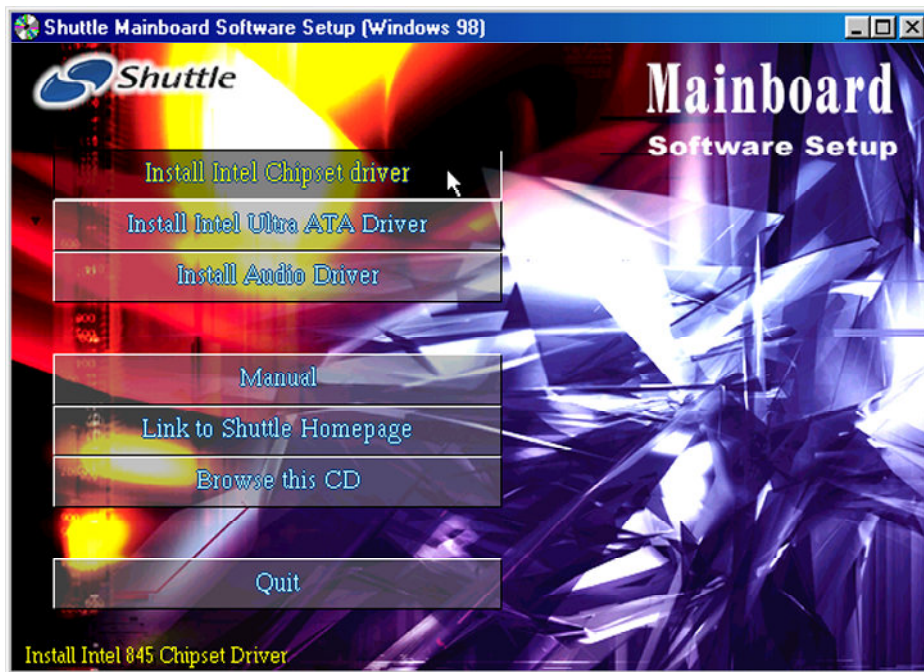 Shuttle Mainboard Software Setup (Windows 98)
Shuttle
Mainboard
Software Setup
Install Intel Chipset driver
Install Intel Ultra ATA Driver
Install Audio Driver
Manual
Link to Shuttle Homepage
Browse this CD
Quit
Install Intel 845 Chipset Driver